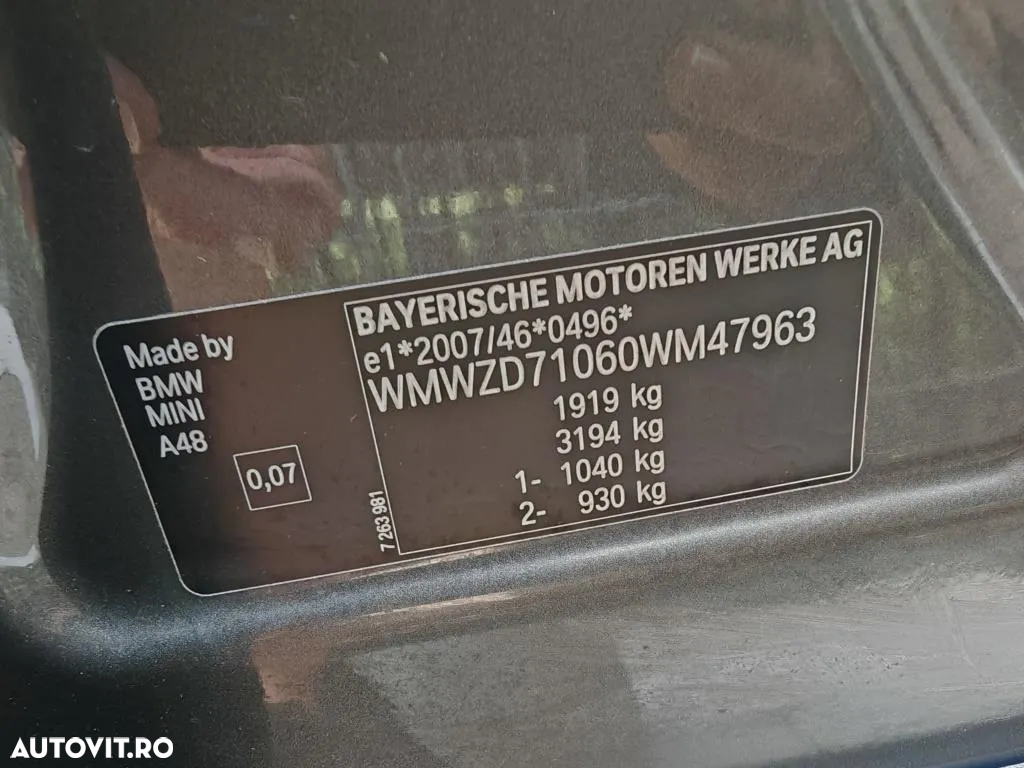 Made by
BMW
MINI
A48
0,07
7 263 981
BAYERISCHE MOTOREN WERKE AG
e1*2007/46*0496*
WMWZD71060WM47963
1919 kg
3194 kg
1- 1040 kg
2- 930 kg
AUTOVIT.RO